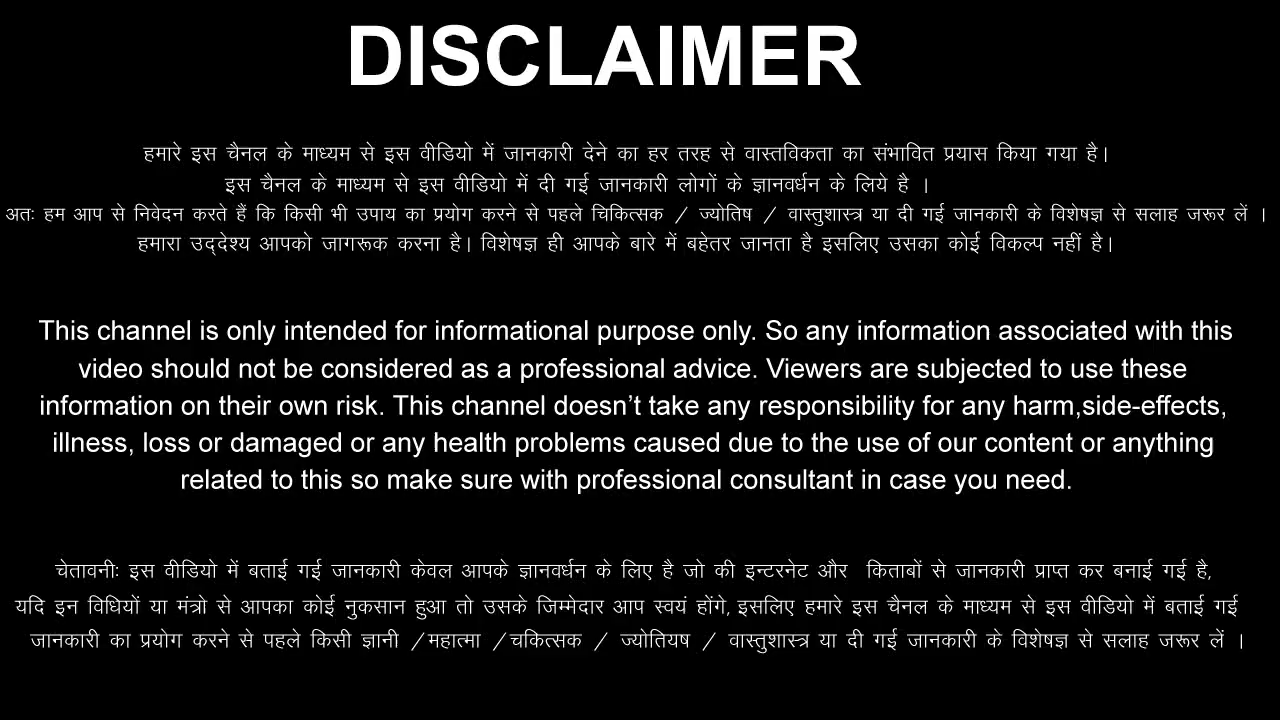 DISCLAIMER
हमारे इस चैनल के माध्यम से इस वीडियो में जानकारी देने का हर तरह से वास्तविकता का संभावित प्रयास किया गया है।
इस चैनल के माध्यम से इस वीडियो में दी गई जानकारी लोगों के ज्ञानवर्धन के लिये है ।
अतः हम आप से निवेदन करते हैं कि किसी भी उपाय का प्रयोग करने से पहले चिकित्सक / ज्योतिष / वास्तुशास्त्र या दी गई जानकारी के विशेषज्ञ से सलाह जरूर लें ।
हमारा उद्देश्य आपको जागरूक करना है। विशेषज्ञ ही आपके बारे में बहेतर जानता है इसलिए उसका कोई विकल्प नहीं है।
This channel is only intended for informational purpose only. So any information associated with this
video should not be considered as a professional advice. Viewers are subjected to use these
information on their own risk. This channel doesn’t take any responsibility for any harm,side-effects,
illness, loss or damaged or any health problems caused due to the use of our content or anything
related to this so make sure with professional consultant in case you need.
चेतावनीः इस वीडियो में बताई गई जानकारी केवल आपके ज्ञानवर्धन के लिए है जो की इन्टरनेट और किताबों से जानकारी प्राप्त कर बनाई गई है,
यदि इन विधियों या मंत्रो से आपका कोई नुकसान हुआ तो उसके जिम्मेदार आप स्वयं होंगे, इसलिए हमारे इस चैनल के माध्यम से इस वीडियो में बताई गई
जानकारी का प्रयोग करने से पहले किसी ज्ञानी /महात्मा /चकित्सक / ज्योतियष / वास्तुशास्त्र या दी गई जानकारी के विशेषज्ञ से सलाह जरूर लें ।